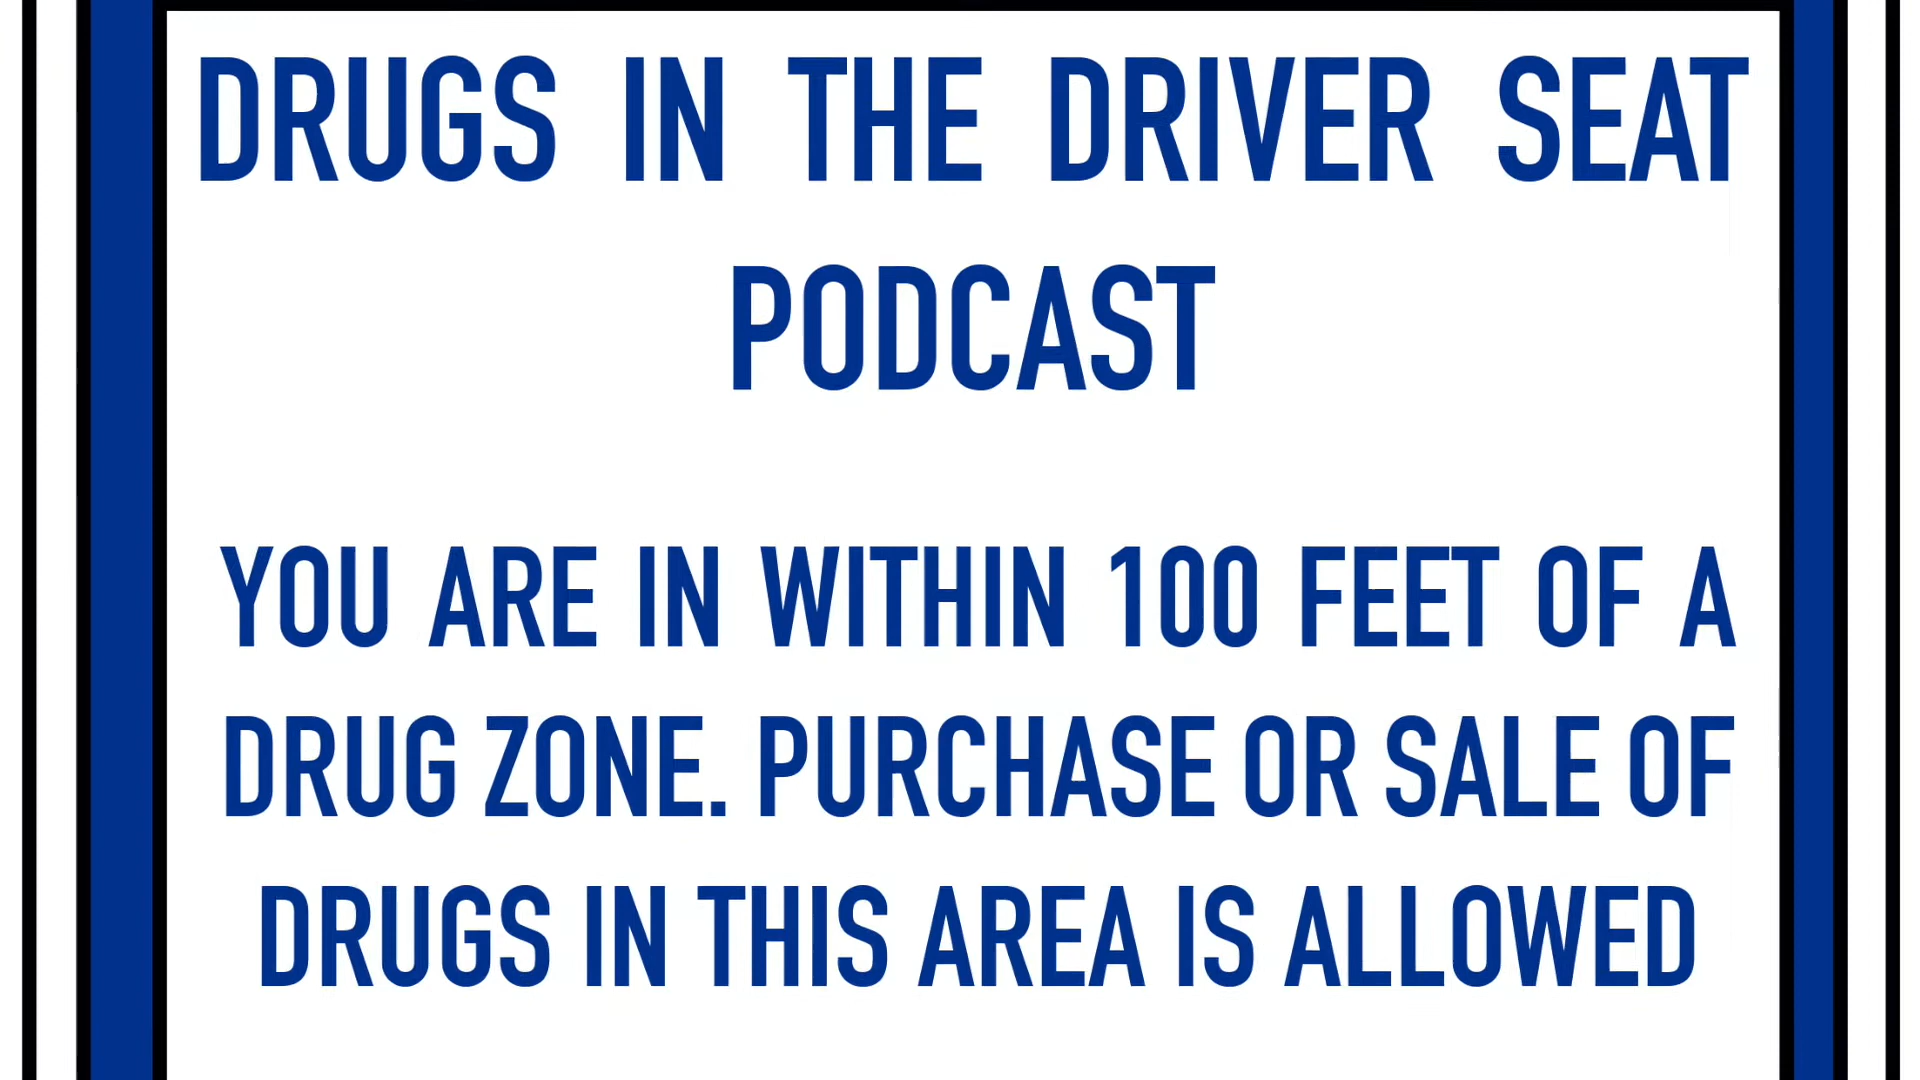 DRUGS IN THE DRIVER SEAT
PODCAST
YOU ARE IN WITHIN 100 FEET OF A
DRUG ZONE. PURCHASE OR SALE OF
DRUGS IN THIS AREA IS ALLOWED